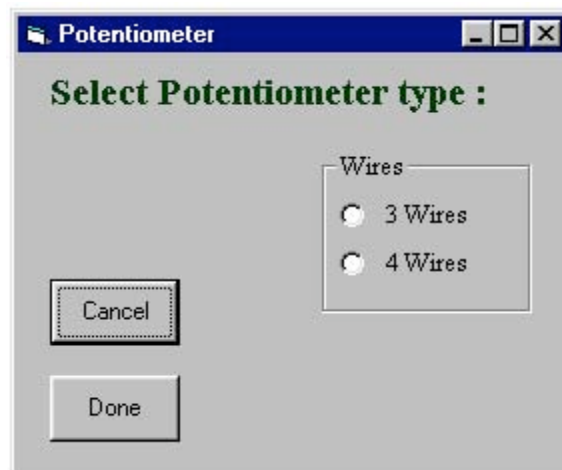 Potentiometer
Select Potentiometer type :
Wires
3 Wires
4 Wires
Cancel
Done